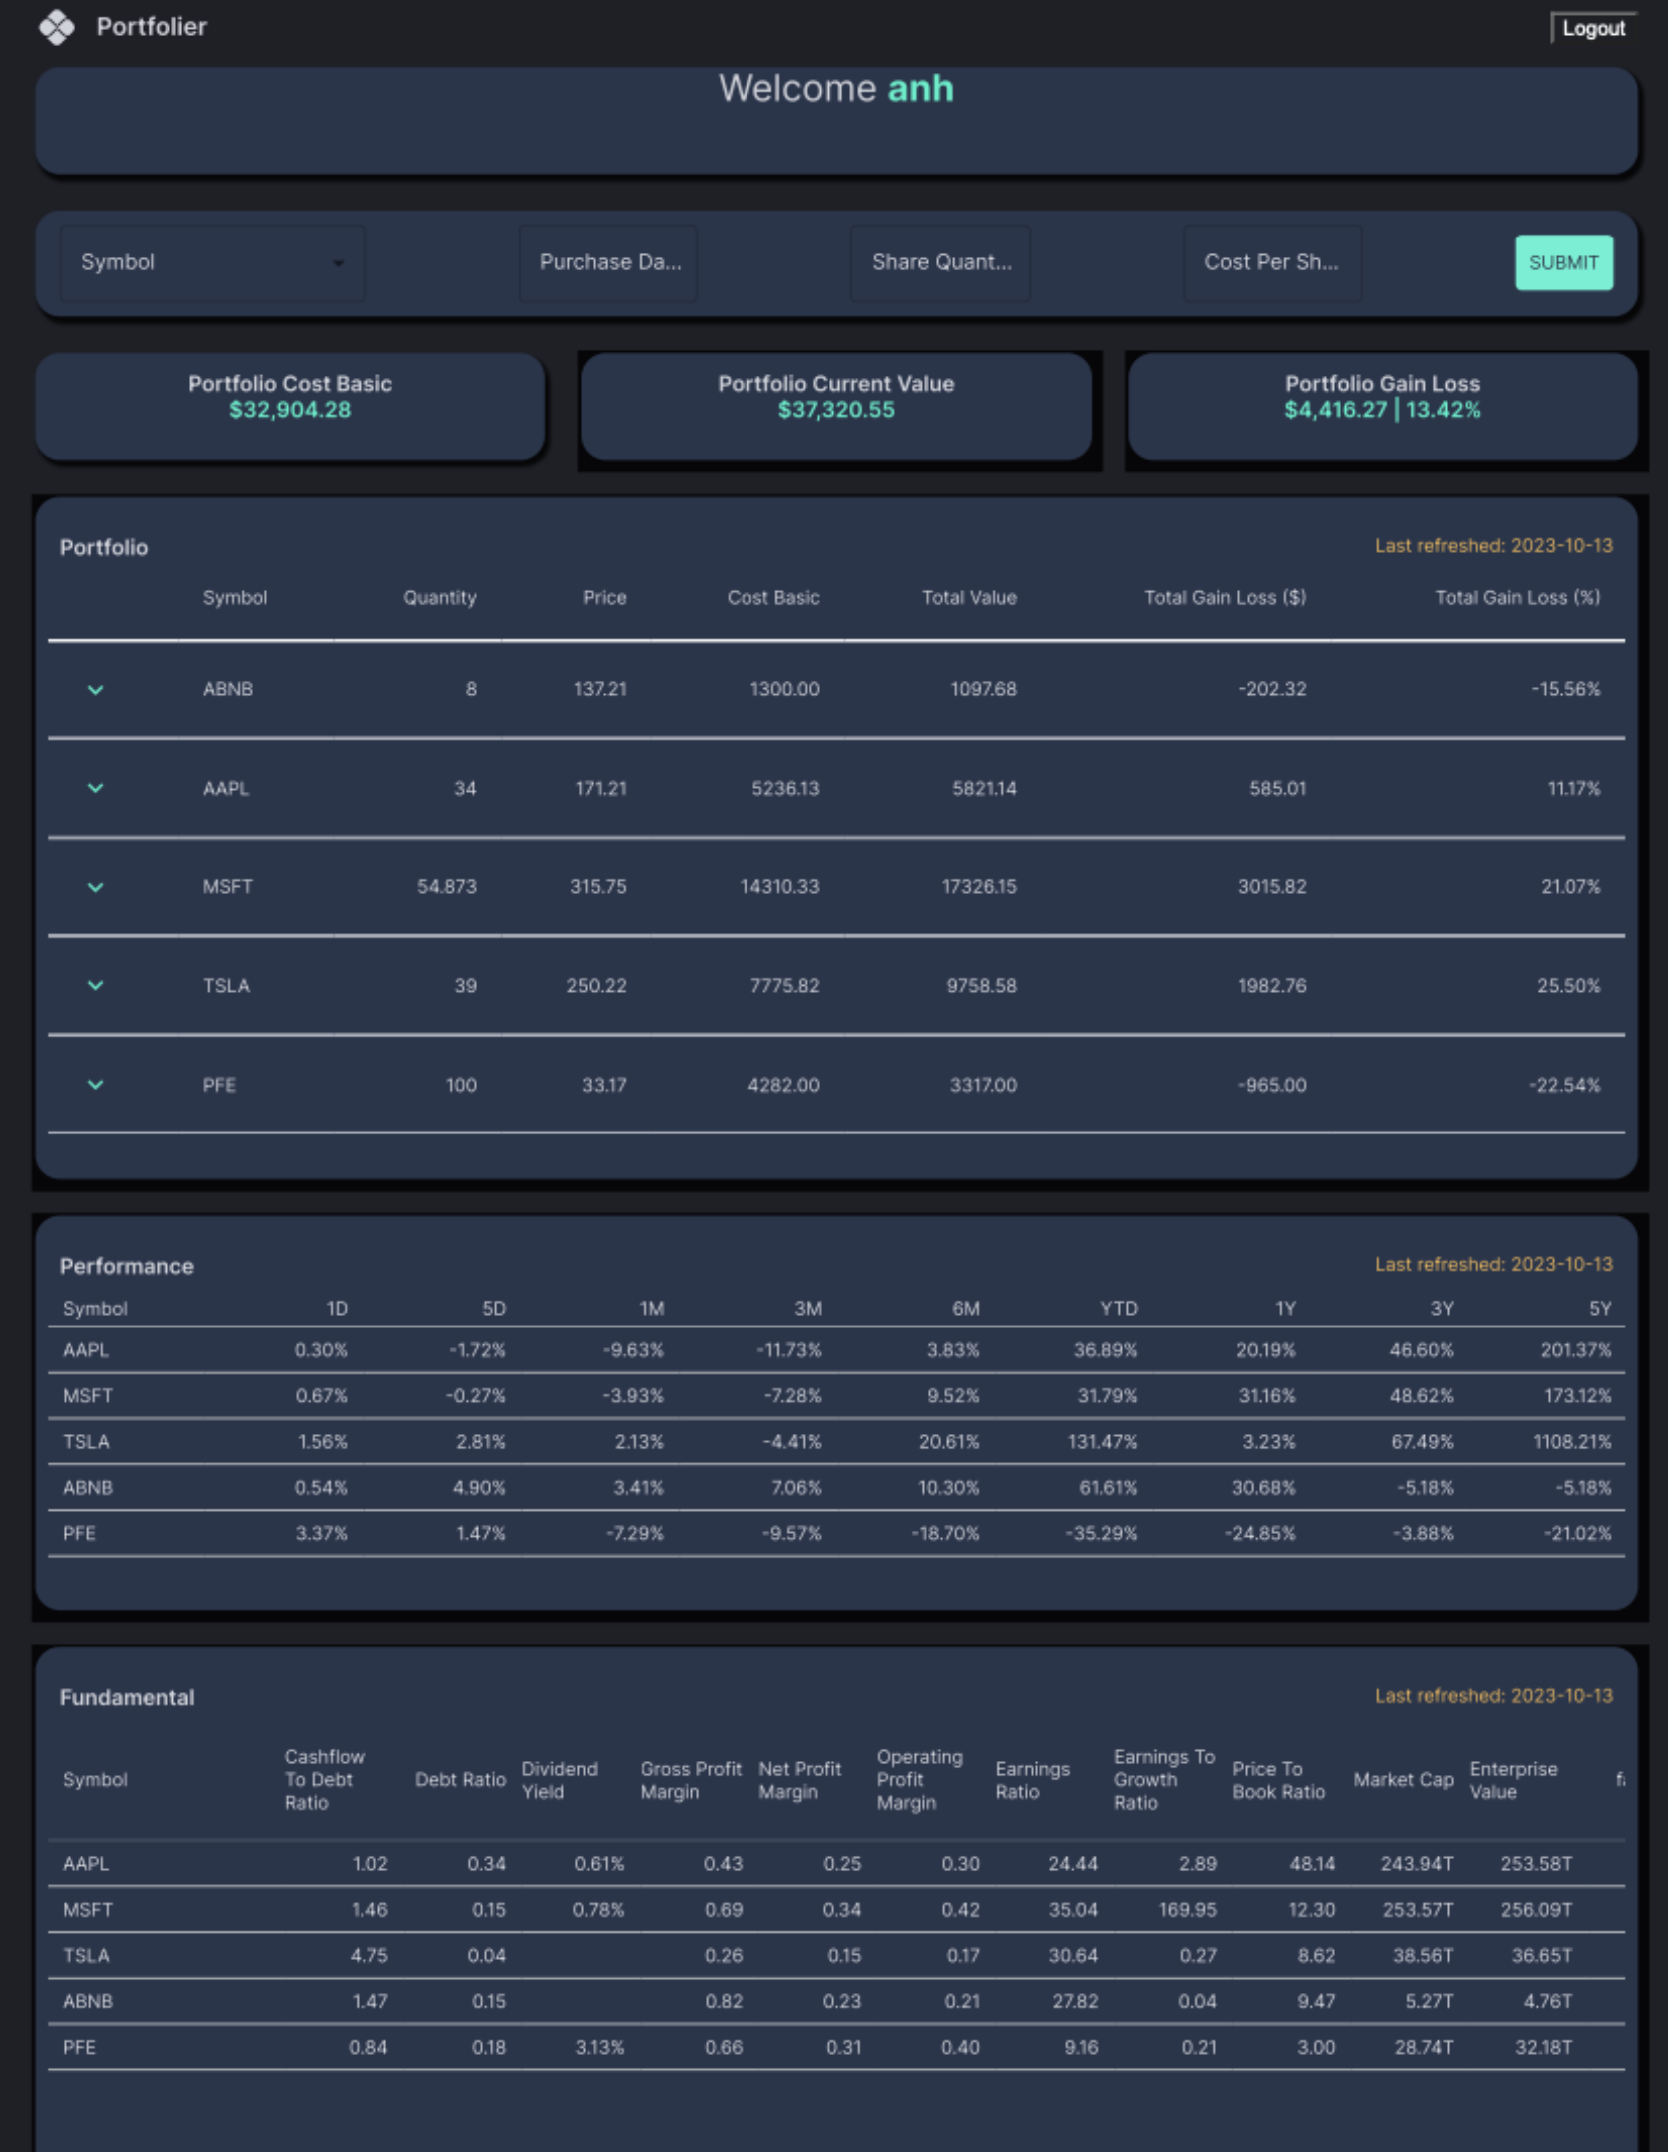 Portfolier
Logout
Welcome anh
Symbol Purchase Da... Share Quant... Cost Per Sh... SUBMIT
Portfolio Cost Basic Portfolio Current Value Portfolio Gain Loss
$32,904.28 $37,320.55 $4,416.27 | 13.42%
Portfolio Last refreshed: 2023-10-13
Symbol Quantity Price Cost Basic Total Value Total Gain Loss ($) Total Gain Loss (%)
ABNB 8 137.21 1300.00 1097.68 -202.32 -15.56%
AAPL 34 171.21 5236.13 5821.14 585.01 11.17%
MSFT 54.873 315.75 14310.33 17326.15 3015.82 21.07%
TSLA 39 250.22 7775.82 9758.58 1982.76 25.50%
PFE 100 33.17 4282.00 3317.00 -965.00 -22.54%
Performance Last refreshed: 2023-10-13
Symbol 1D 5D 1M 3M 6M YTD 1Y 3Y 5Y
AAPL 0.30% -1.72% -9.63% -11.73% 3.83% 36.89% 20.19% 46.60% 201.37%
MSFT 0.67% -0.27% -3.93% -7.28% 9.52% 31.79% 31.16% 48.62% 173.12%
TSLA 1.56% 2.81% 2.13% -4.41% 20.61% 131.47% 3.23% 67.49% 1108.21%
ABNB 0.54% 4.90% 3.41% 7.06% 10.30% 61.61% 30.68% -5.18% -5.18%
PFE 3.37% 1.47% -7.29% -9.57% -18.70% -35.29% -24.85% -3.88% -21.02%
Fundamental Last refreshed: 2023-10-13
Symbol Cashflow To Debt Ratio Debt Ratio Dividend Yield Gross Profit Margin Net Profit Margin Operating Profit Margin Earnings Ratio Earnings To Growth Ratio Price To Book Ratio Market Cap Enterprise Value
AAPL 1.02 0.34 0.61% 0.43 0.25 0.30 24.44 2.89 48.14 243.94T 253.58T
MSFT 1.46 0.15 0.78% 0.69 0.34 0.42 35.04 169.95 12.30 253.57T 256.09T
TSLA 4.75 0.04 0.26 0.15 0.17 30.64 0.27 8.62 38.56T 36.65T
ABNB 1.47 0.15 0.82 0.23 0.21 27.82 0.04 9.47 5.27T 4.76T
PFE 0.84 0.18 3.13% 0.66 0.31 0.40 9.16 0.21 3.00 28.74T 32.18T